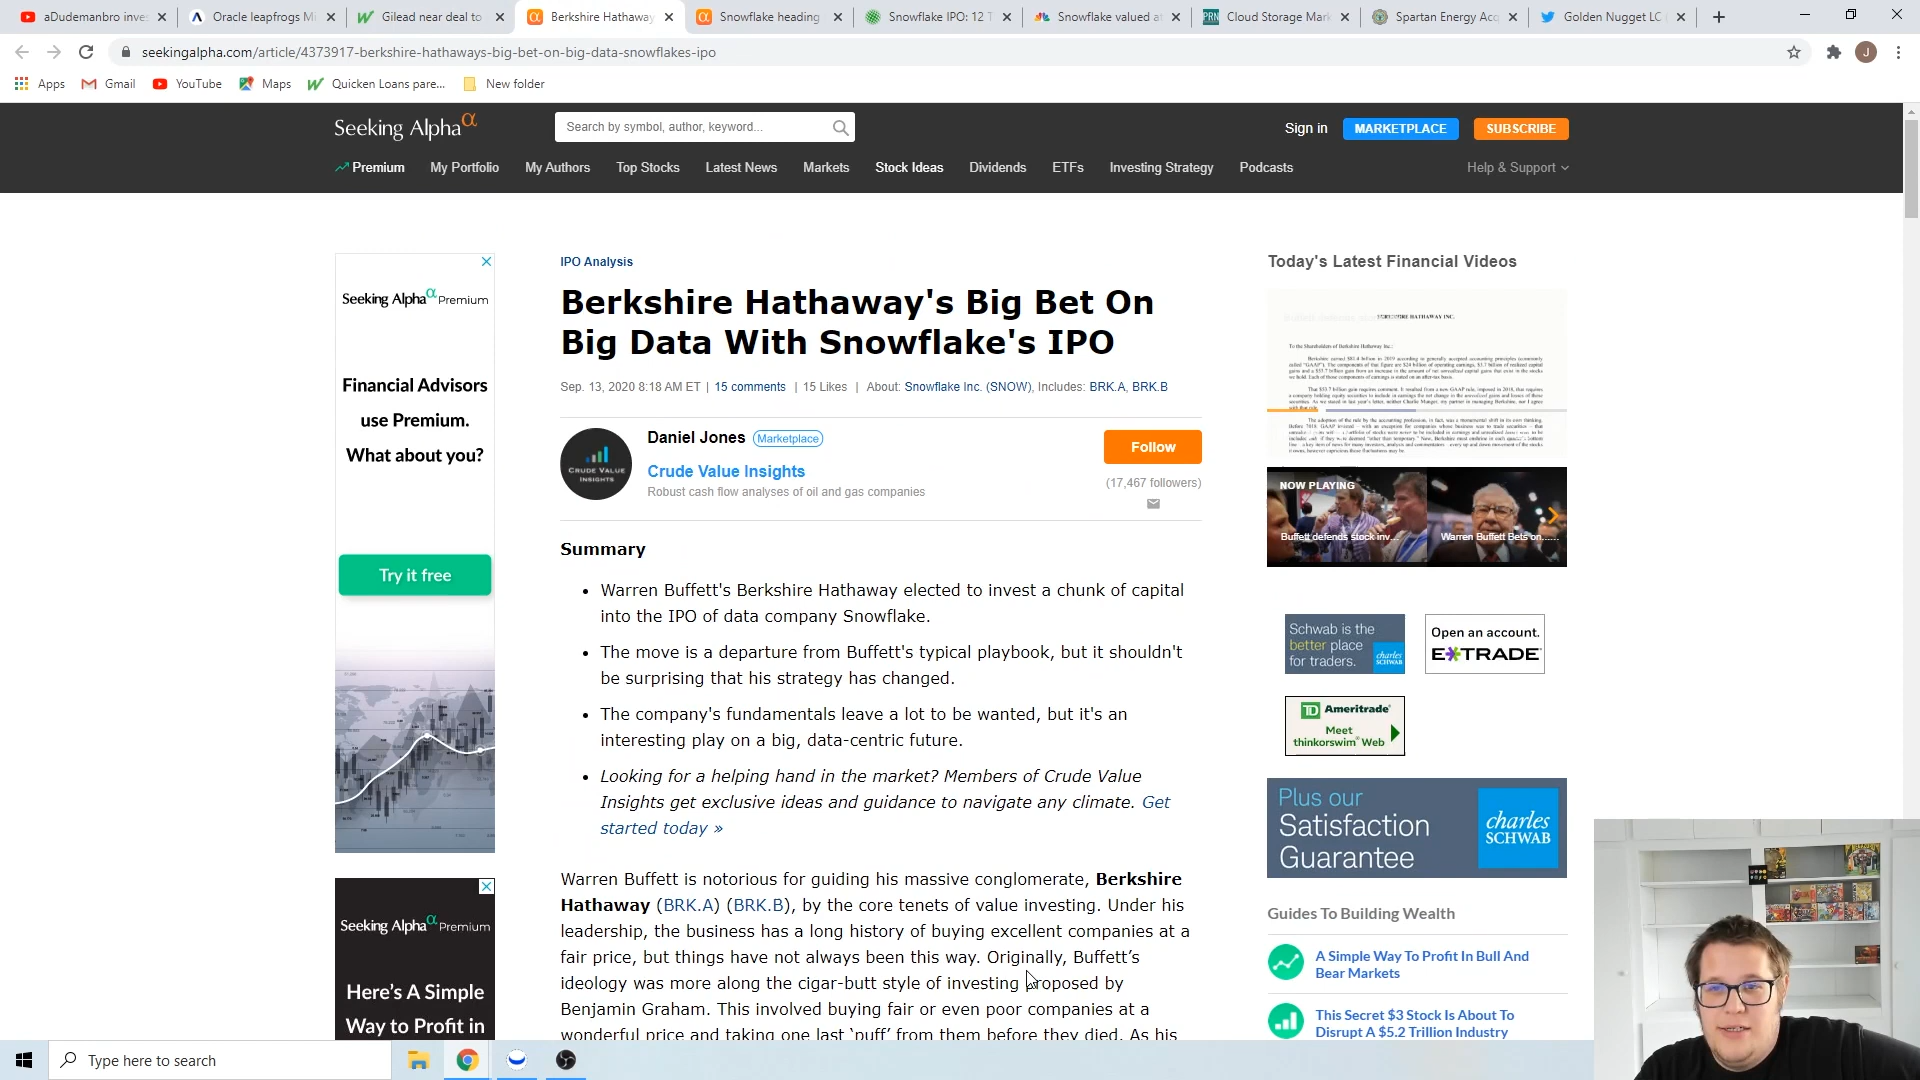 aDudemanbro inve
Oracle leapfrogs Mi
Gilead near deal to
Berkshire Hathaway
Snowflake heading
Snowflake IPO: 12 T
Snowflake valued a
Cloud Storage Mar
Spartan Energy Acq
Golden Nugget LC
seekingalpha.com/article/4373917-berkshire-hathaways-big-bet-on-big-data-snowflakes-ipo
J
Apps
Gmail
YouTube
Maps
Quicken Loans pare...
New folder
Seeking Alpha α
Search by symbol, author, keyword...
Sign in
MARKETPLACE
SUBSCRIBE
Premium
My Portfolio
My Authors
Top Stocks
Latest News
Markets
Stock Ideas
Dividends
ETFs
Investing Strategy
Podcasts
Help & Support
Seeking Alpha α Premium
Financial Advisors
use Premium.
What about you?
Try it free
Seeking Alpha α Premium
Here's A Simple
Way to Profit in
IPO Analysis
Berkshire Hathaway's Big Bet On
Big Data With Snowflake's IPO
Sep. 13, 2020 8:18 AM ET | 15 comments | 15 Likes | About: Snowflake Inc. (SNOW), Includes: BRK.A, BRK.B
CRUDE VALUE
INSIGHTS
Daniel Jones Marketplace
Crude Value Insights
Robust cash flow analyses of oil and gas companies
Follow
(17,467 followers)
Summary
• Warren Buffett's Berkshire Hathaway elected to invest a chunk of capital
into the IPO of data company Snowflake.
• The move is a departure from Buffett's typical playbook, but it shouldn't
be surprising that his strategy has changed.
• The company's fundamentals leave a lot to be wanted, but it's an
interesting play on a big, data-centric future.
• Looking for a helping hand in the market? Members of Crude Value
Insights get exclusive ideas and guidance to navigate any climate. Get
started today »
Warren Buffett is notorious for guiding his massive conglomerate, Berkshire
Hathaway (BRK.A) (BRK.B), by the core tenets of value investing. Under his
leadership, the business has a long history of buying excellent companies at a
fair price, but things have not always been this way. Originally, Buffett's
ideology was more along the cigar-butt style of investing proposed by
Benjamin Graham. This involved buying fair or even poor companies at a
wonderful price and taking one last 'puff' from them before they died. As his
Today's Latest Financial Videos
BERKSHIRE HATHAWAY INC.
To the Shareholders of Berkshire Hathaway Inc.:
NOW PLAYING
Buffett defends stock inv...
Warren Buffett Bets on......
Schwab is the
better place
for traders.
charles
SCHWAB
Open an account.
E*TRADE
TD Ameritrade
Meet
thinkorswim Web
Plus our
Satisfaction
Guarantee
charles
SCHWAB
Guides To Building Wealth
A Simple Way To Profit In Bull And
Bear Markets
This Secret $3 Stock Is About To
Disrupt A $5.2 Trillion Industry
Type here to search